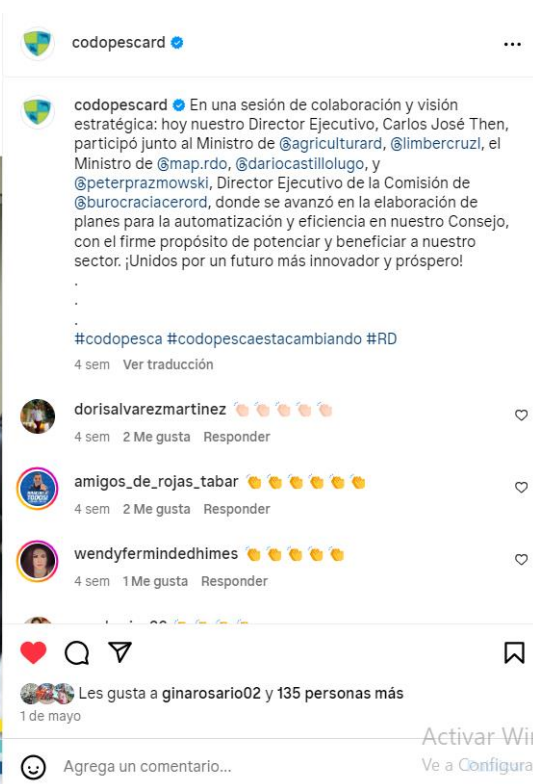 codopescard
codopescard En una sesión de colaboración y visión
estratégica: hoy nuestro Director Ejecutivo, Carlos José Then,
participó junto al Ministro de @agriculturard, @limbercruzl, el
Ministro de @map.rdo, @dariocastillolugo, y
@peterprazmowski, Director Ejecutivo de la Comisión de
@burocraciacerord, donde se avanzó en la elaboración de
planes para la automatización y eficiencia en nuestro Consejo,
con el firme propósito de potenciar y beneficiar a nuestro
sector. ¡Unidos por un futuro más innovador y próspero!
.
.
.
#codopesca #codopescaestacambiando #RD
4 sem Ver traducción
dorisalvarezmartinez 👏🏻👏🏻👏🏻👏🏻👏🏻
4 sem 2 Me gusta Responder
amigos_de_rojas_tabar 👏👏👏👏👏👏
4 sem 2 Me gusta Responder
wendyfermindedhimes 👏👏👏👏👏
4 sem 1 Me gusta Responder
Les gusta a ginarosario02 y 135 personas más
1 de mayo
Activar Win
Agrega un comentario...
Ve a Configura